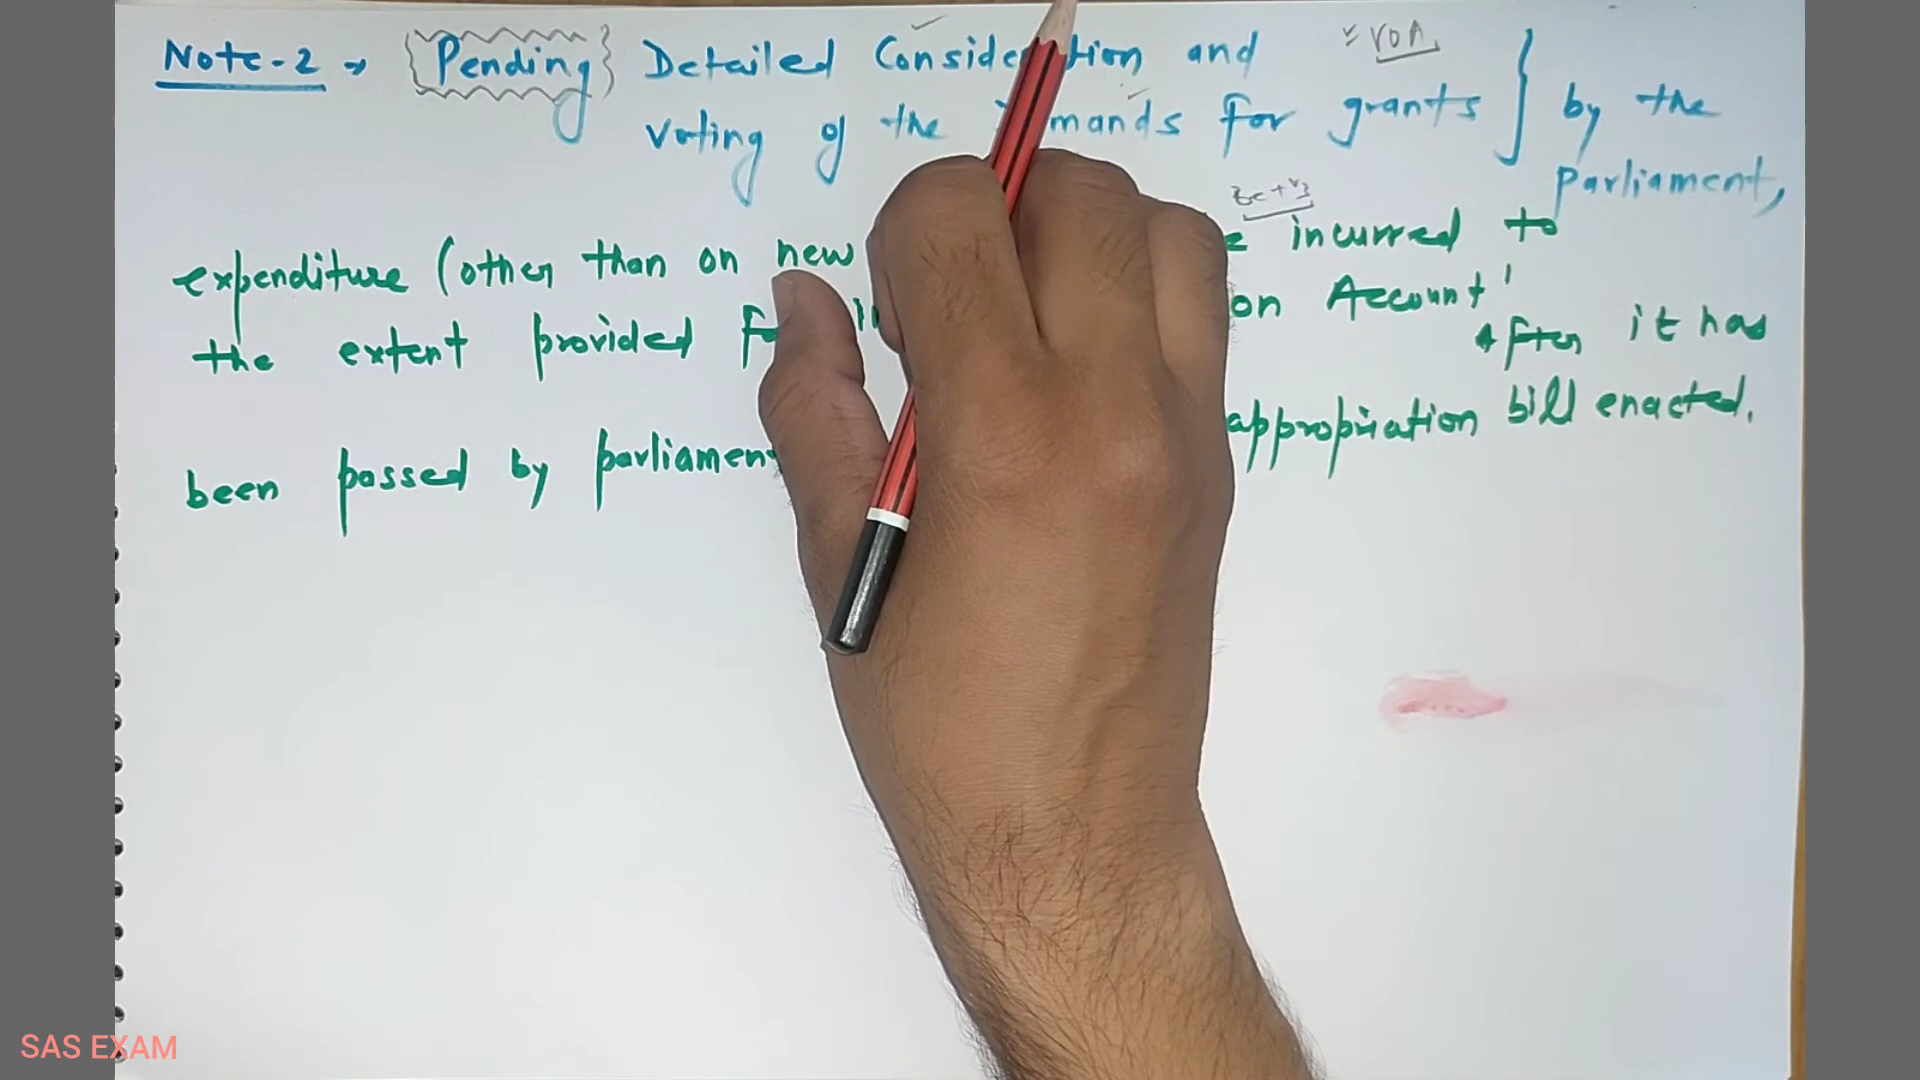 Note-2 → {Pending} Detailed Consideration and ✓ VOA
voting of the for grants } by the
Parliament,
expenditure (other than on new incurred to
the extent provided on Account'
After it has
been passed by parliament appropriation bill enacted.
SAS EXAM